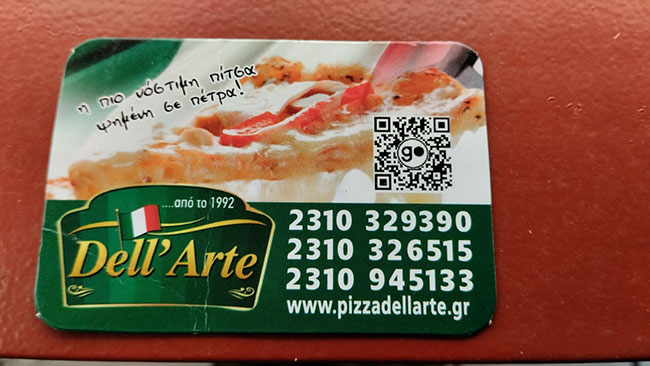 η πιο νόστιμη πίτσα
ψημένη σε πέτρα!
go
....από το 1992
Dell'Arte
2310 329390
2310 326515
2310 945133
www.pizzadellarte.gr